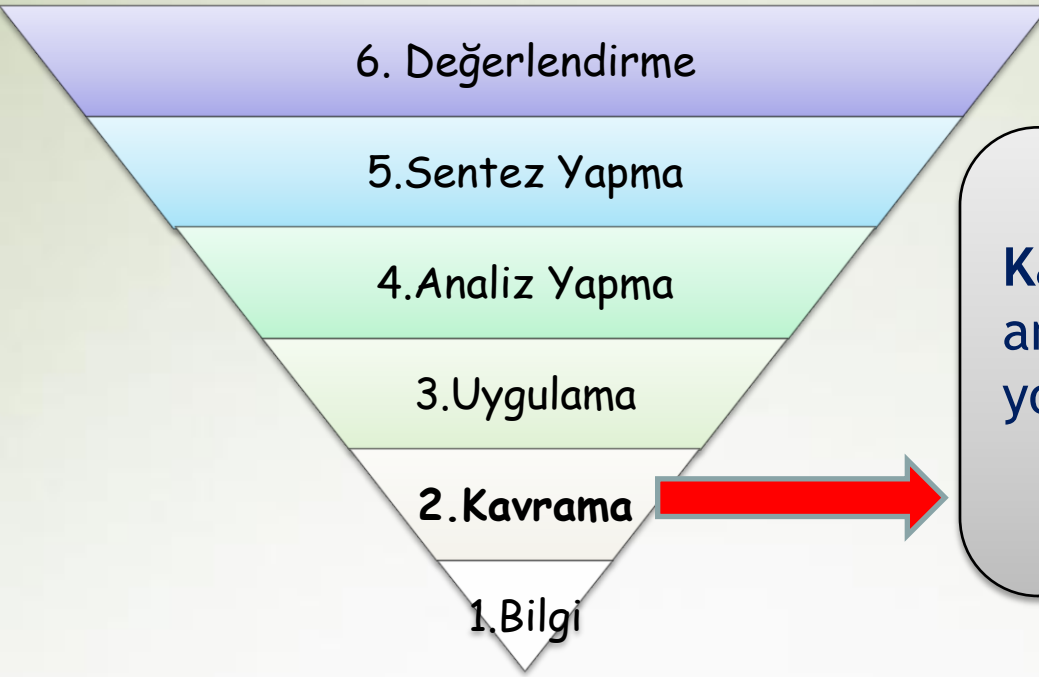 6. Değerlendirme
5.Sentez Yapma
4.Analiz Yapma
3.Uygulama
2.Kavrama
1.Bilgi